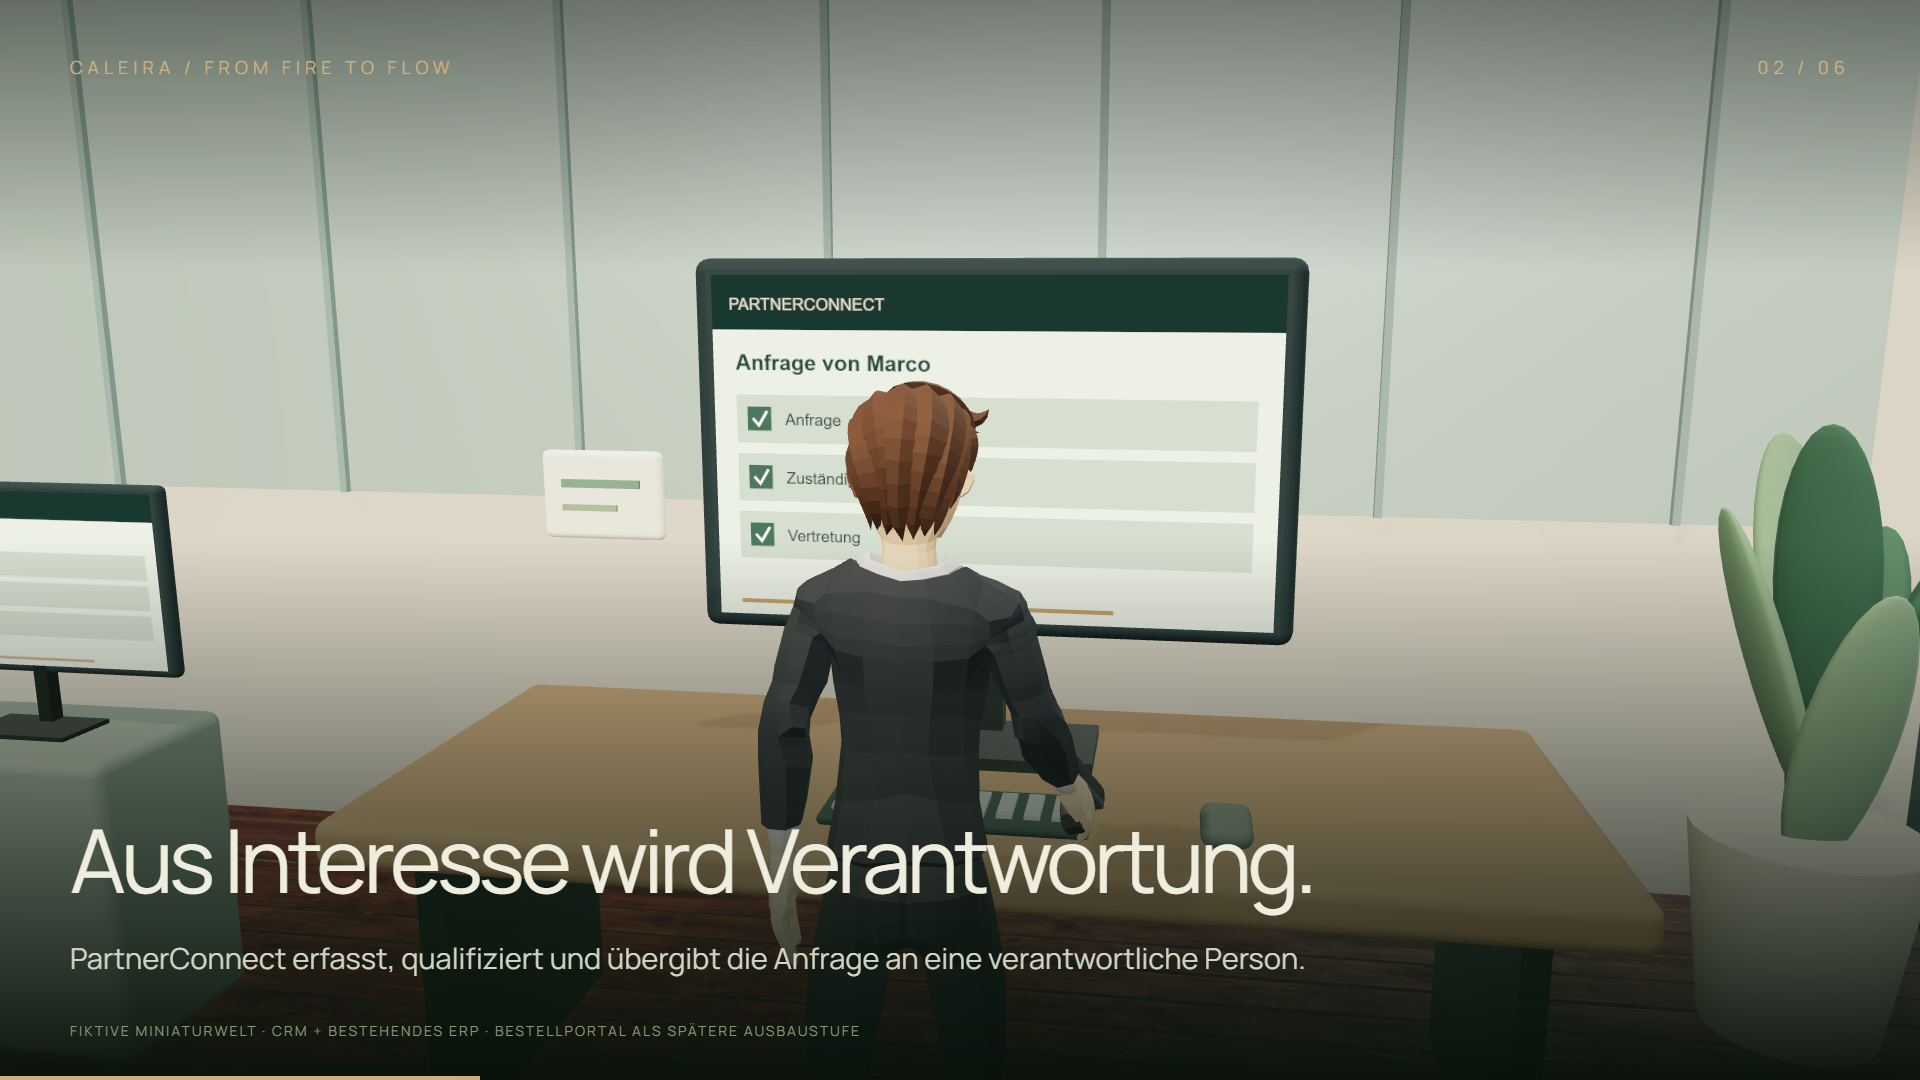 CALEIRA / FROM FIRE TO FLOW
02 / 06
PARTNERCONNECT
Anfrage von Marco
Anfrage
Vertretung
Aus Interesse wird Verantwortung.
PartnerConnect erfasst, qualifiziert und übergibt die Anfrage an eine verantwortliche Person.
FIKTIVE MINIATURWELT · CRM + BESTEHENDES ERP · BESTELLPORTAL ALS SPÄTERE AUSBAUSTUFE